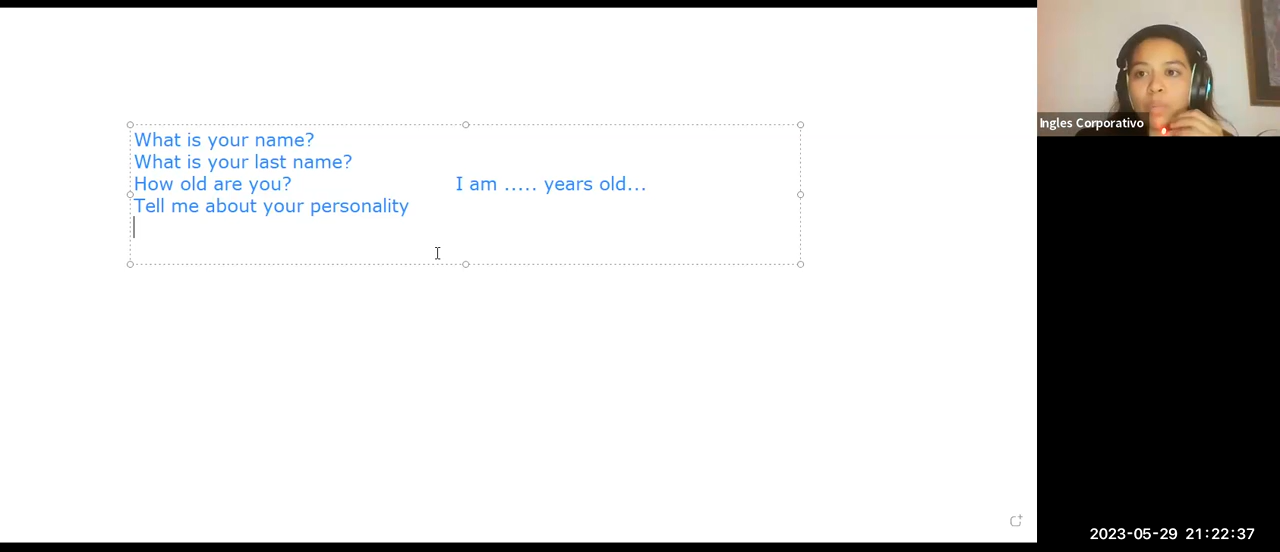 What is your name?
What is your last name?
How old are you? I am ..... years old...
Tell me about your personality
Ingles Corporativo
2023-05-29 21:22:37